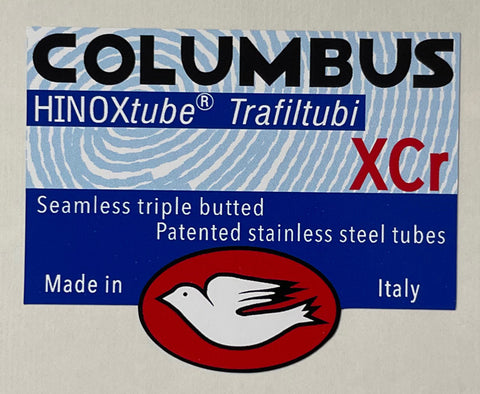 COLUMBUS
HINOXtube® Trafiltubi
XCr
Seamless triple butted
Patented stainless steel tubes
Made in Italy